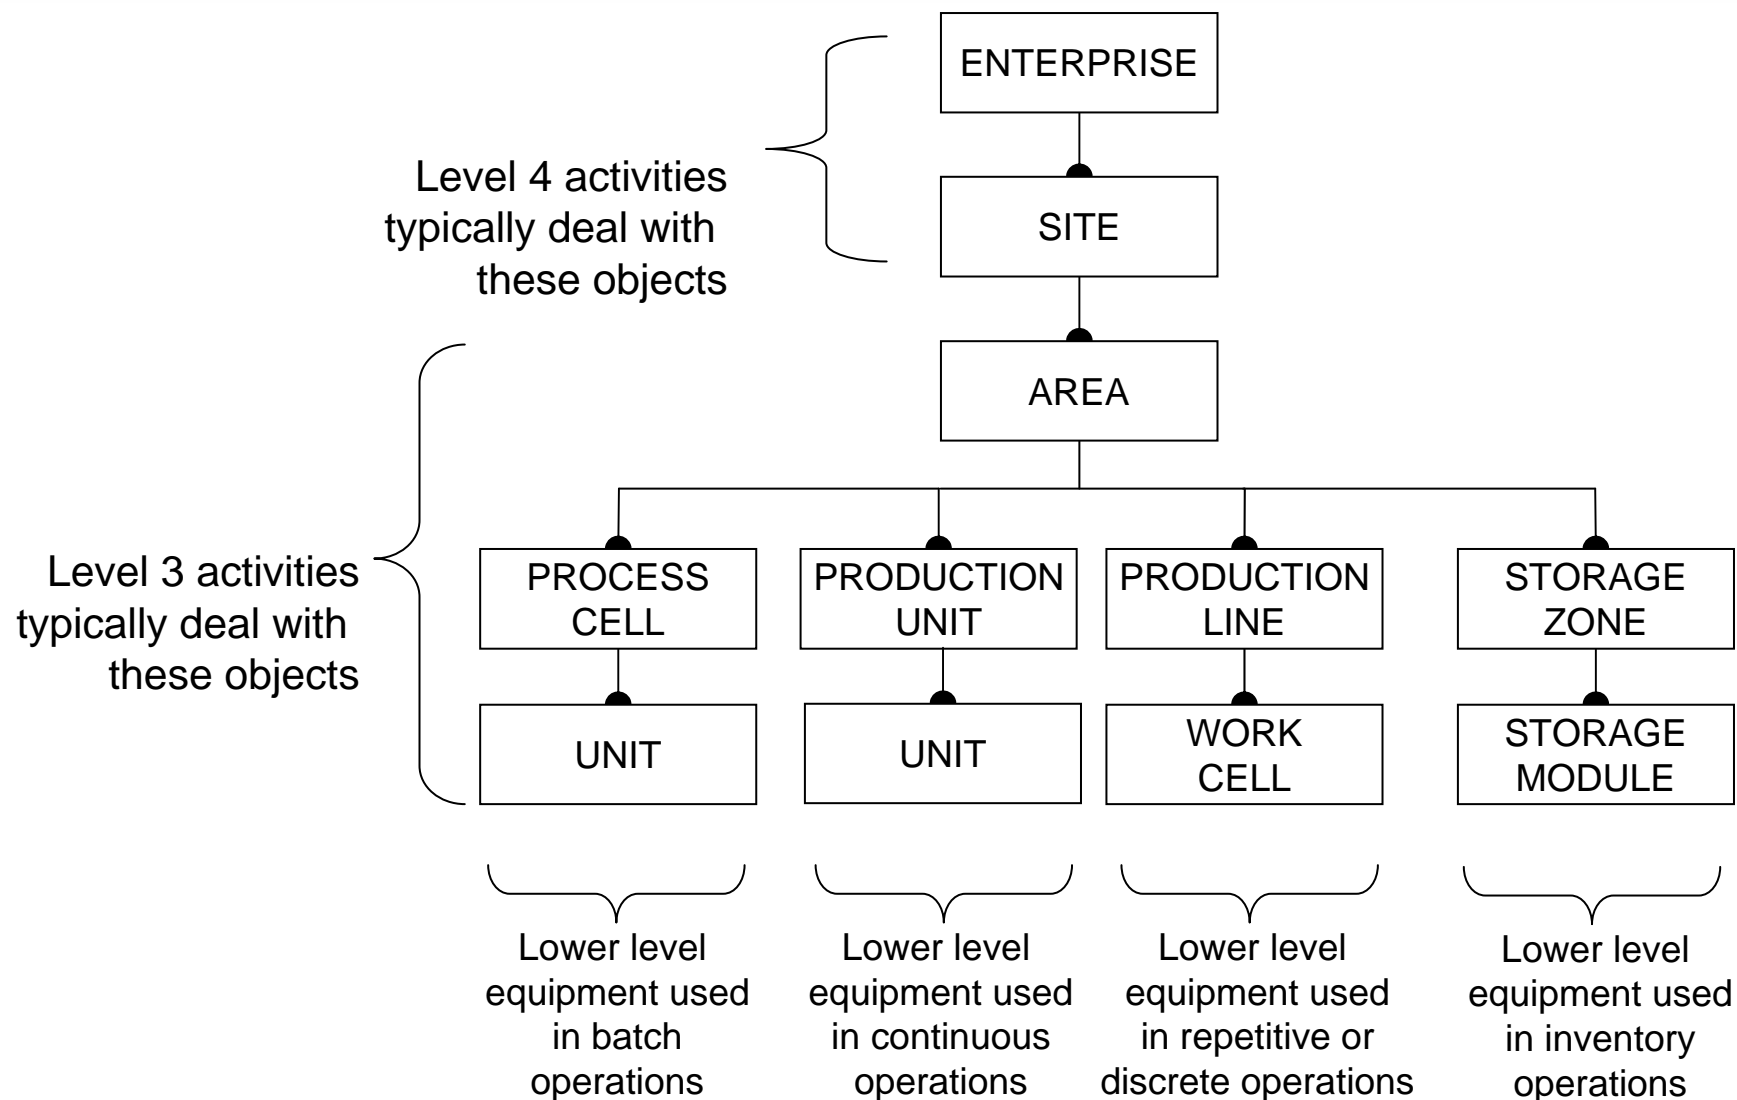 ENTERPRISE
Level 4 activities
typically deal with
these objects
SITE
AREA
Level 3 activities
typically deal with
these objects
PROCESS
CELL
PRODUCTION
UNIT
PRODUCTION
LINE
STORAGE
ZONE
UNIT
UNIT
WORK
CELL
STORAGE
MODULE
Lower level
equipment used
in batch
operations
Lower level
equipment used
in continuous
operations
Lower level
equipment used
in repetitive or
discrete operations
Lower level
equipment used
in inventory
operations